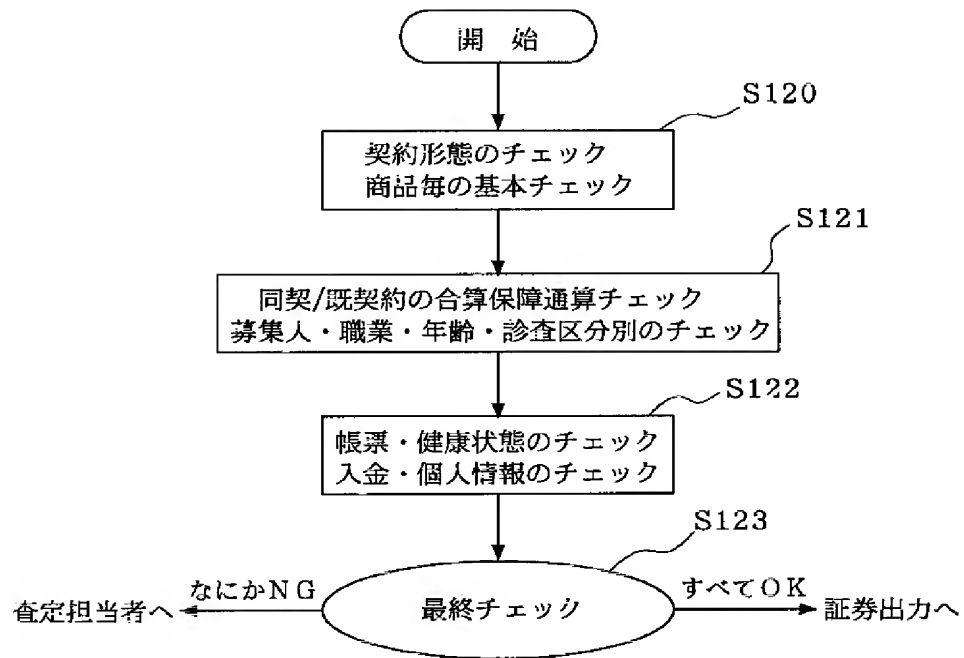 開 始
S120
契約形態のチェック
商品毎の基本チェック
S121
同契/既契約の合算保障通算チェック
募集人・職業・年齢・診査区分別のチェック
S122
帳票・健康状態のチェック
入金・個人情報のチェック
S123
なにかNG
すべてOK
査定担当者へ
最終チェック
証券出力へ